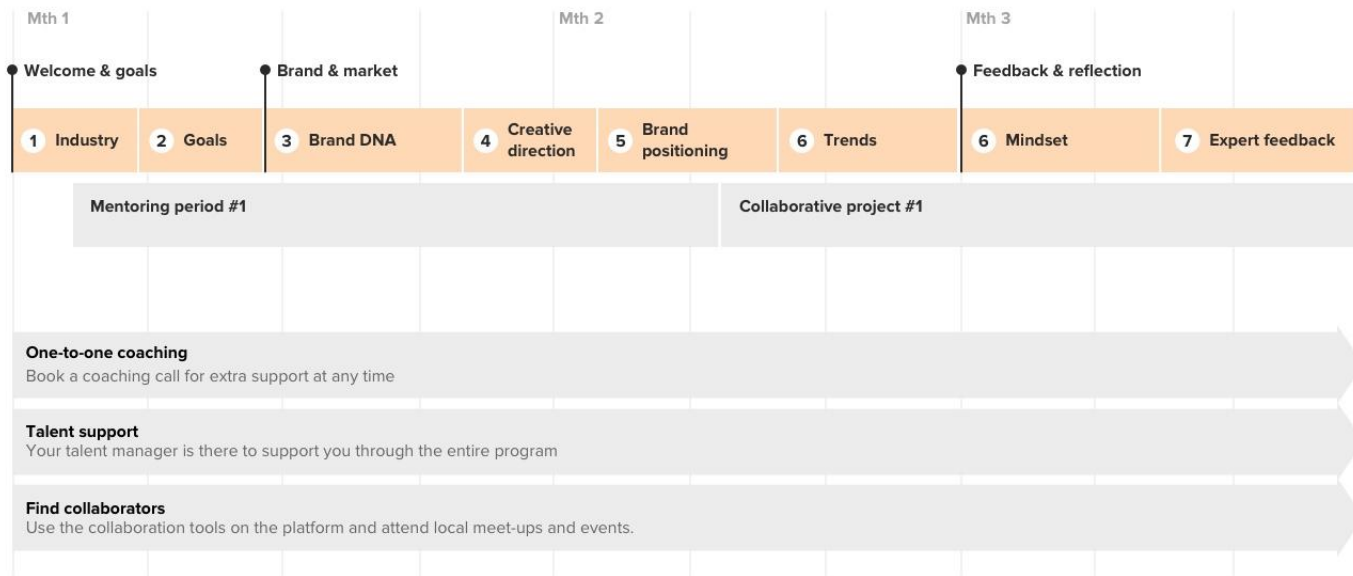 Mth 1
Mth 2
Mth 3
Welcome & goals
Brand & market
Feedback & reflection
1 Industry
2 Goals
3 Brand DNA
4 Creative
direction
5 Brand
positioning
6 Trends
6 Mindset
7 Expert feedback
Mentoring period #1
Collaborative project #1
One-to-one coaching
Book a coaching call for extra support at any time
Talent support
Your talent manager is there to support you through the entire program
Find collaborators
Use the collaboration tools on the platform and attend local meet-ups and events.